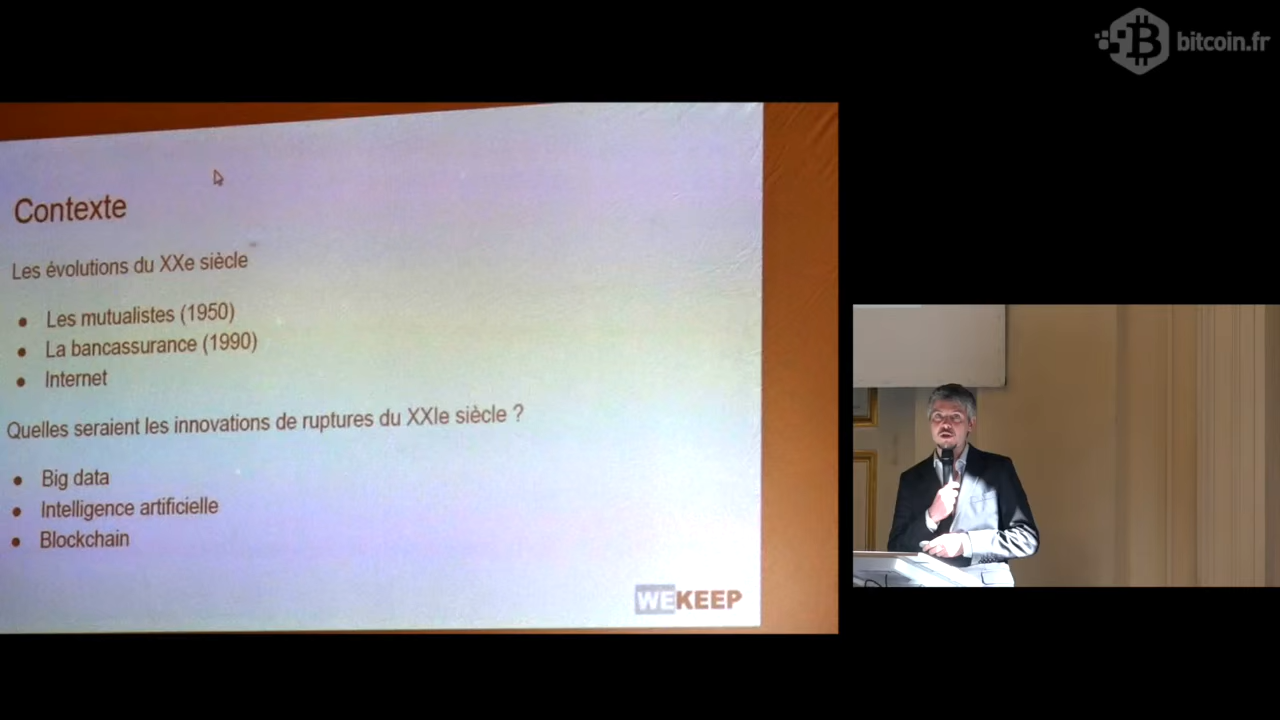 bitcoin.fr
Contexte
Les évolutions du XXe siècle
● Les mutualistes (1950)
● La bancassurance (1990)
● Internet
Quelles seraient les innovations de ruptures du XXIe siècle ?
● Big data
● Intelligence artificielle
● Blockchain
WEKEEP